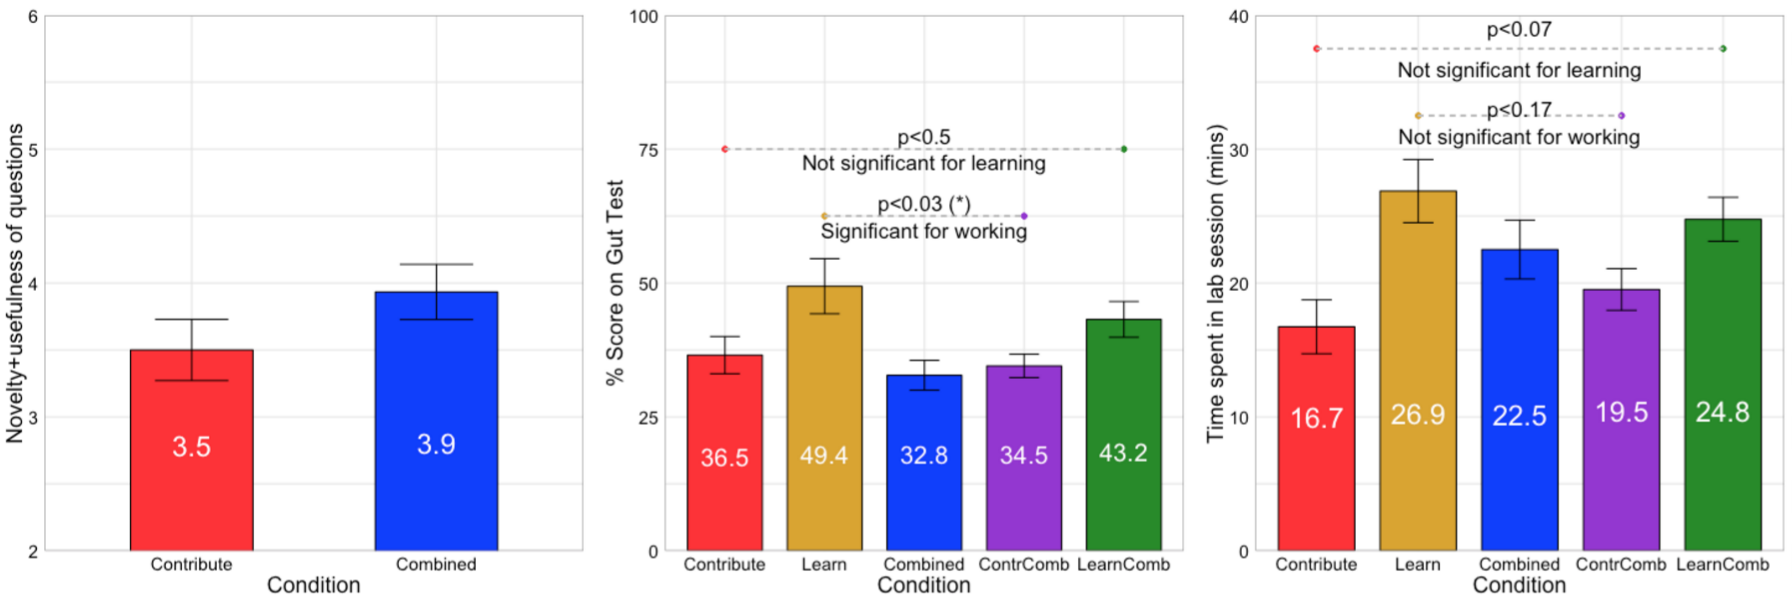 Novelty+usefulness of questions
6
5
4
3
2
3.5
3.9
Contribute
Combined
Condition
% Score on Gut Test
100
75
50
25
0
p<0.5
Not significant for learning
p<0.03 (*)
Significant for working
36.5
49.4
32.8
34.5
43.2
Contribute
Learn
Combined
ContrComb
LearnComb
Condition
Time spent in lab session (mins)
40
30
20
10
0
p<0.07
Not significant for learning
p<0.17
Not significant for working
16.7
26.9
22.5
19.5
24.8
Contribute
Learn
Combined
ContrComb
LearnComb
Condition